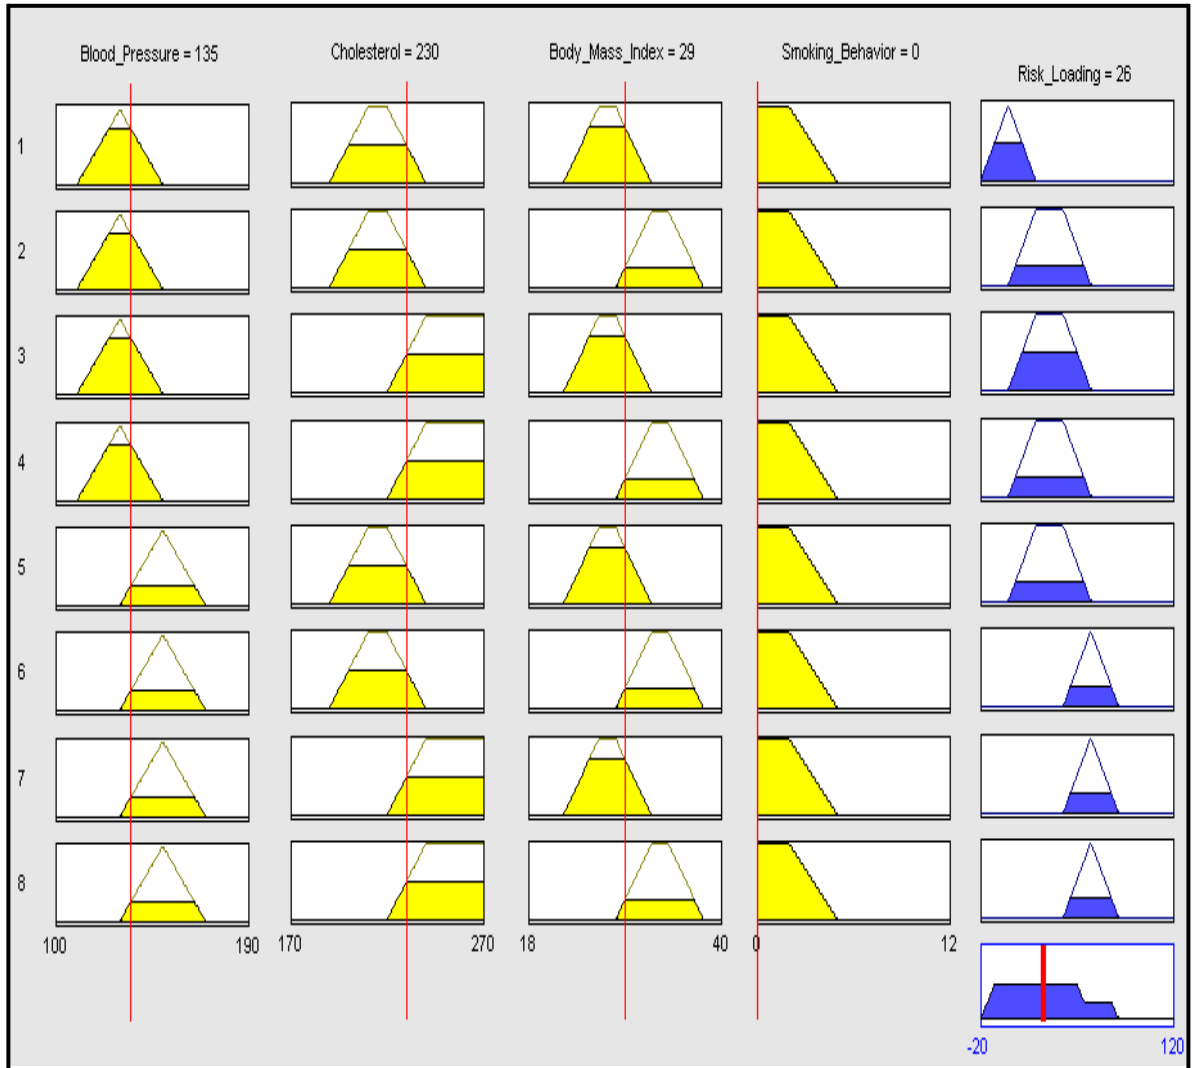 Blood_Pressure = 135
Cholesterol = 230
Body_Mass_Index = 29
Smoking_Behavior = 0
Risk_Loading = 26
1
2
3
4
5
6
7
8
100 190 170 270 18 40 0 12
-20 120